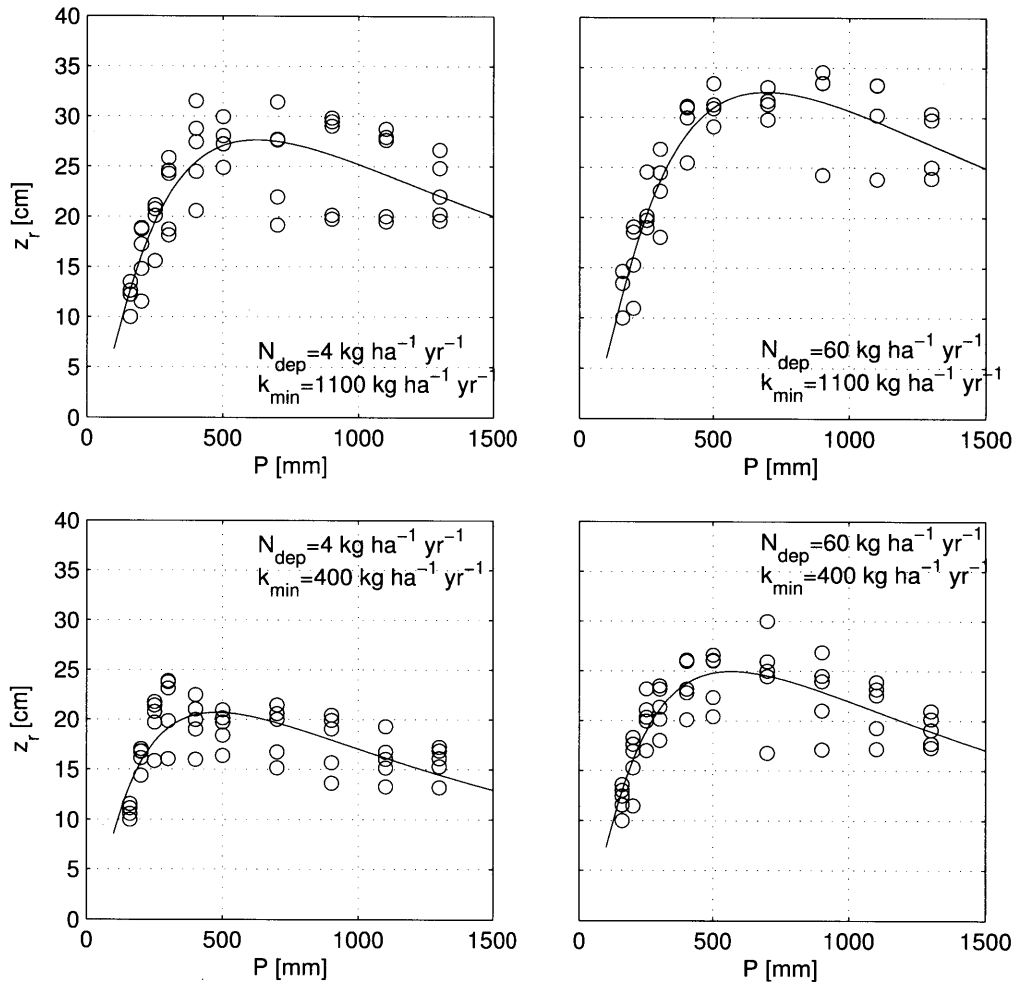 40
35
30
25
20
15
10
5
0
z_r [cm]
N_dep=4 kg ha⁻¹ yr⁻¹
k_min=1100 kg ha⁻¹ yr⁻
0 500 1000 1500
P [mm]
N_dep=60 kg ha⁻¹ yr⁻¹
k_min=1100 kg ha⁻¹ yr⁻¹
0 500 1000 1500
P [mm]
40
35
30
25
20
15
10
5
0
z_r [cm]
N_dep=4 kg ha⁻¹ yr⁻¹
k_min=400 kg ha⁻¹ yr⁻¹
0 500 1000 1500
P [mm]
N_dep=60 kg ha⁻¹ yr⁻¹
k_min=400 kg ha⁻¹ yr⁻¹
0 500 1000 1500
P [mm]